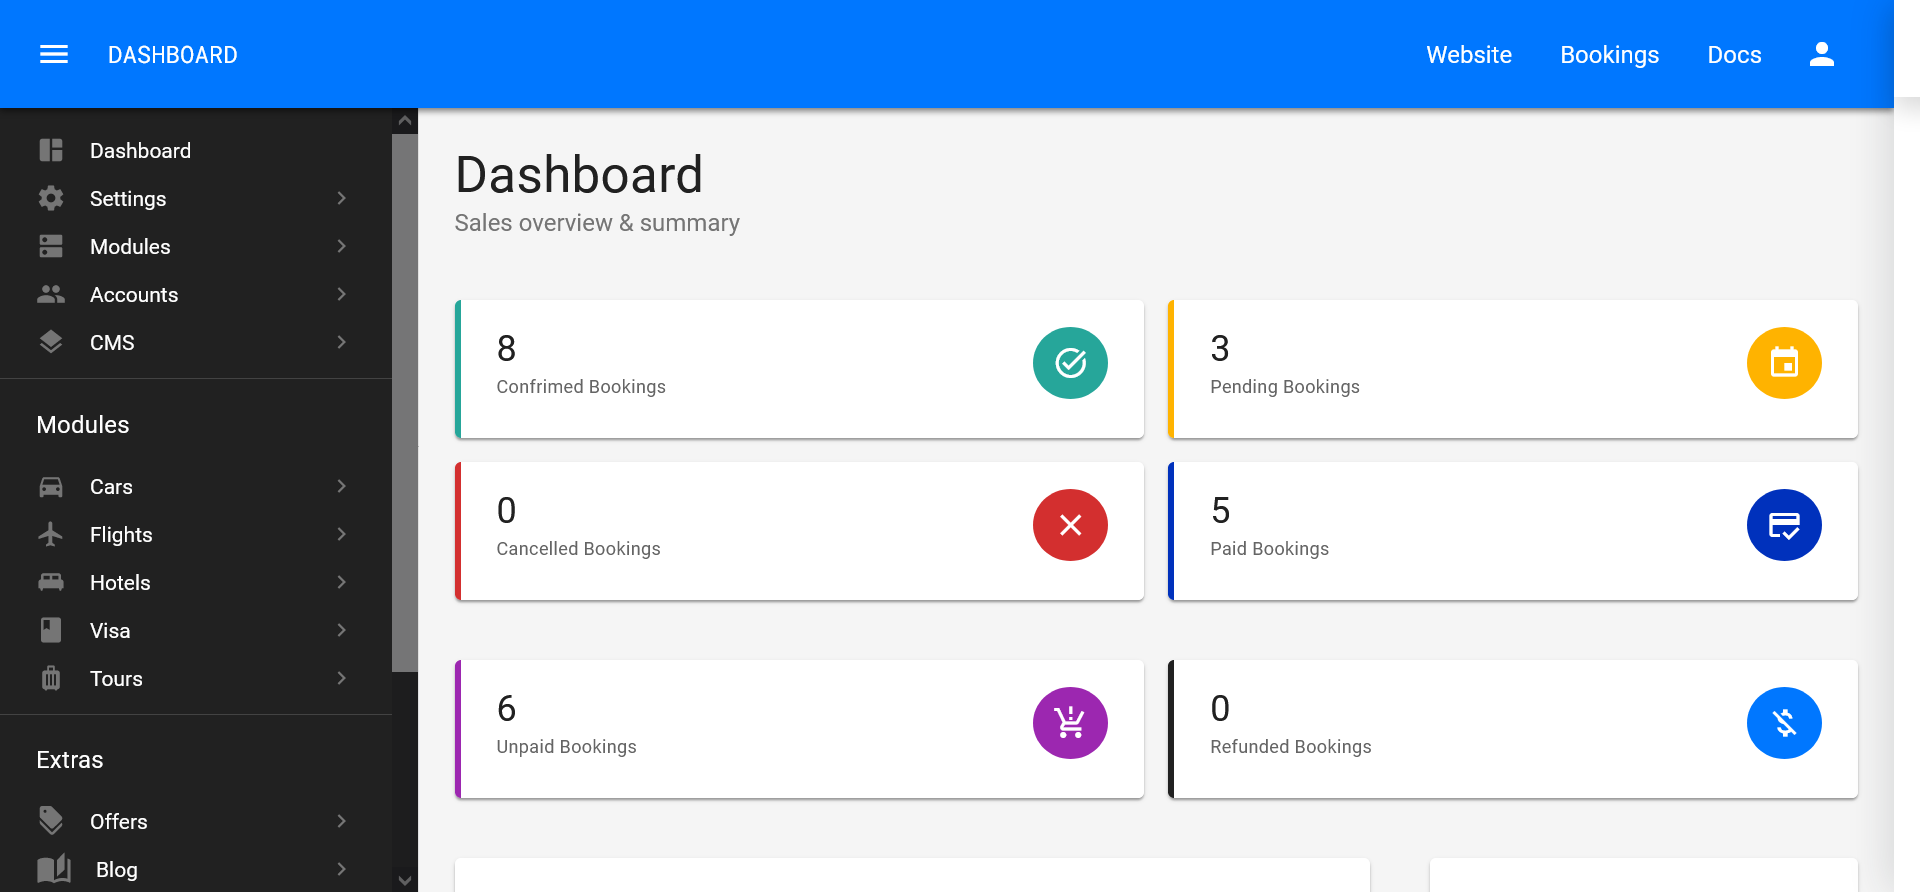 DASHBOARD
Website
Bookings
Docs
Dashboard
Settings
Modules
Accounts
CMS
Modules
Cars
Flights
Hotels
Visa
Tours
Extras
Offers
Blog
Dashboard
Sales overview & summary
8
Confrimed Bookings
3
Pending Bookings
0
Cancelled Bookings
5
Paid Bookings
6
Unpaid Bookings
0
Refunded Bookings